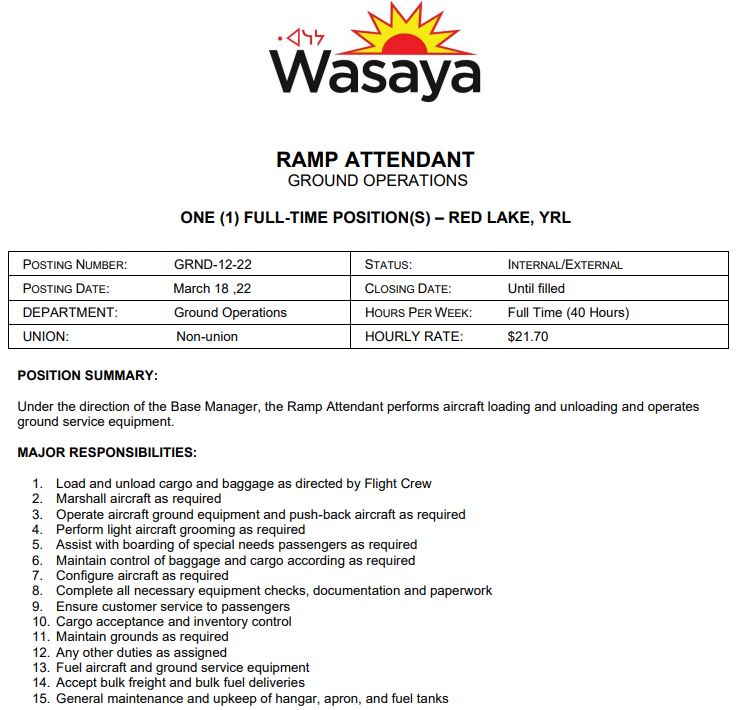 ᐧᐊᓴᔭ
Wasaya
RAMP ATTENDANT
GROUND OPERATIONS
ONE (1) FULL-TIME POSITION(S) – RED LAKE, YRL
POSTING NUMBER: GRND-12-22 STATUS: INTERNAL/EXTERNAL
POSTING DATE: March 18 ,22 CLOSING DATE: Until filled
DEPARTMENT: Ground Operations HOURS PER WEEK: Full Time (40 Hours)
UNION: Non-union HOURLY RATE: $21.70
POSITION SUMMARY:
Under the direction of the Base Manager, the Ramp Attendant performs aircraft loading and unloading and operates
ground service equipment.
MAJOR RESPONSIBILITIES:
1. Load and unload cargo and baggage as directed by Flight Crew
2. Marshall aircraft as required
3. Operate aircraft ground equipment and push-back aircraft as required
4. Perform light aircraft grooming as required
5. Assist with boarding of special needs passengers as required
6. Maintain control of baggage and cargo according as required
7. Configure aircraft as required
8. Complete all necessary equipment checks, documentation and paperwork
9. Ensure customer service to passengers
10. Cargo acceptance and inventory control
11. Maintain grounds as required
12. Any other duties as assigned
13. Fuel aircraft and ground service equipment
14. Accept bulk freight and bulk fuel deliveries
15. General maintenance and upkeep of hangar, apron, and fuel tanks